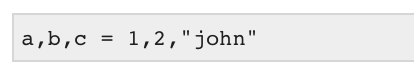 a,b,c = 1,2,"john"